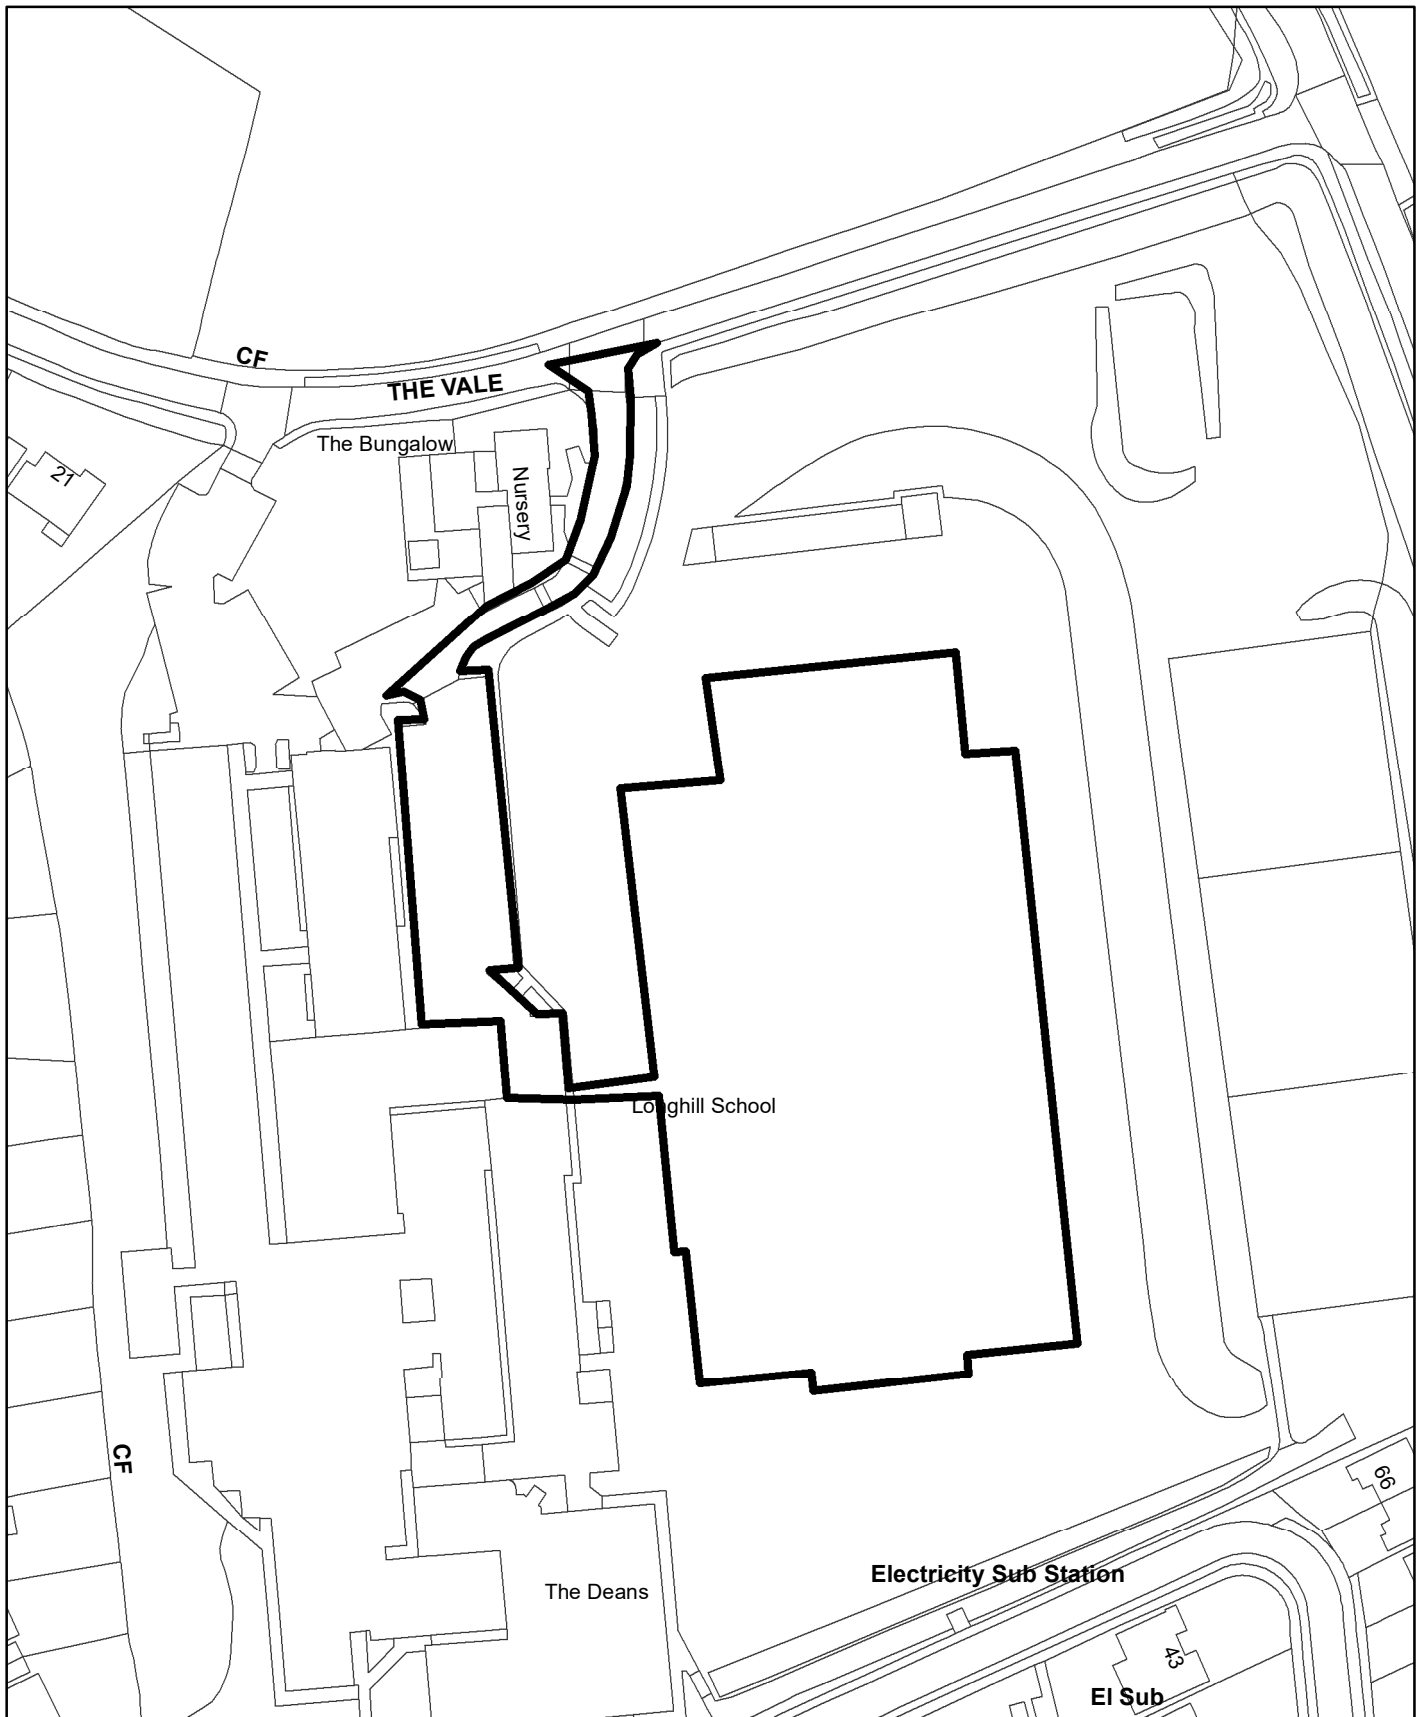 CF
THE VALE
The Bungalow
21
Nursery
Longhill School
CF
66
Electricity Sub Station
The Deans
43
El Sub